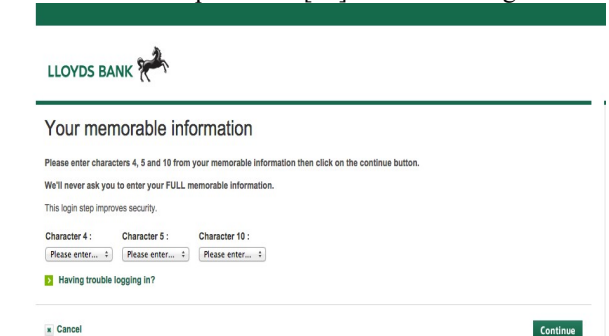 LLOYDS BANK
Your memorable information
Please enter characters 4, 5 and 10 from your memorable information then click on the continue button.
We'll never ask you to enter your FULL memorable information.
This login step improves security.
Character 4 : Character 5 : Character 10 :
Please enter... Please enter... Please enter...
Having trouble logging in?
Cancel Continue